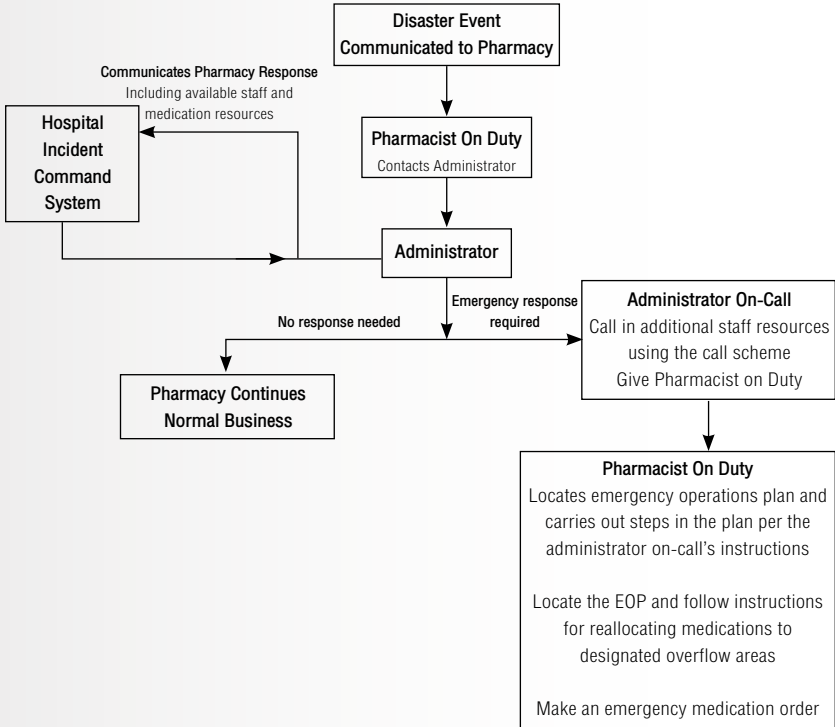 Disaster Event
Communicated to Pharmacy
Communicates Pharmacy Response
Including available staff and
medication resources
Hospital
Incident
Command
System
Pharmacist On Duty
Contacts Administrator
Administrator
No response needed
Emergency response
required
Pharmacy Continues
Normal Business
Administrator On-Call
Call in additional staff resources
using the call scheme
Give Pharmacist on Duty
Pharmacist On Duty
Locates emergency operations plan and
carries out steps in the plan per the
administrator on-call’s instructions
Locate the EOP and follow instructions
for reallocating medications to
designated overflow areas
Make an emergency medication order